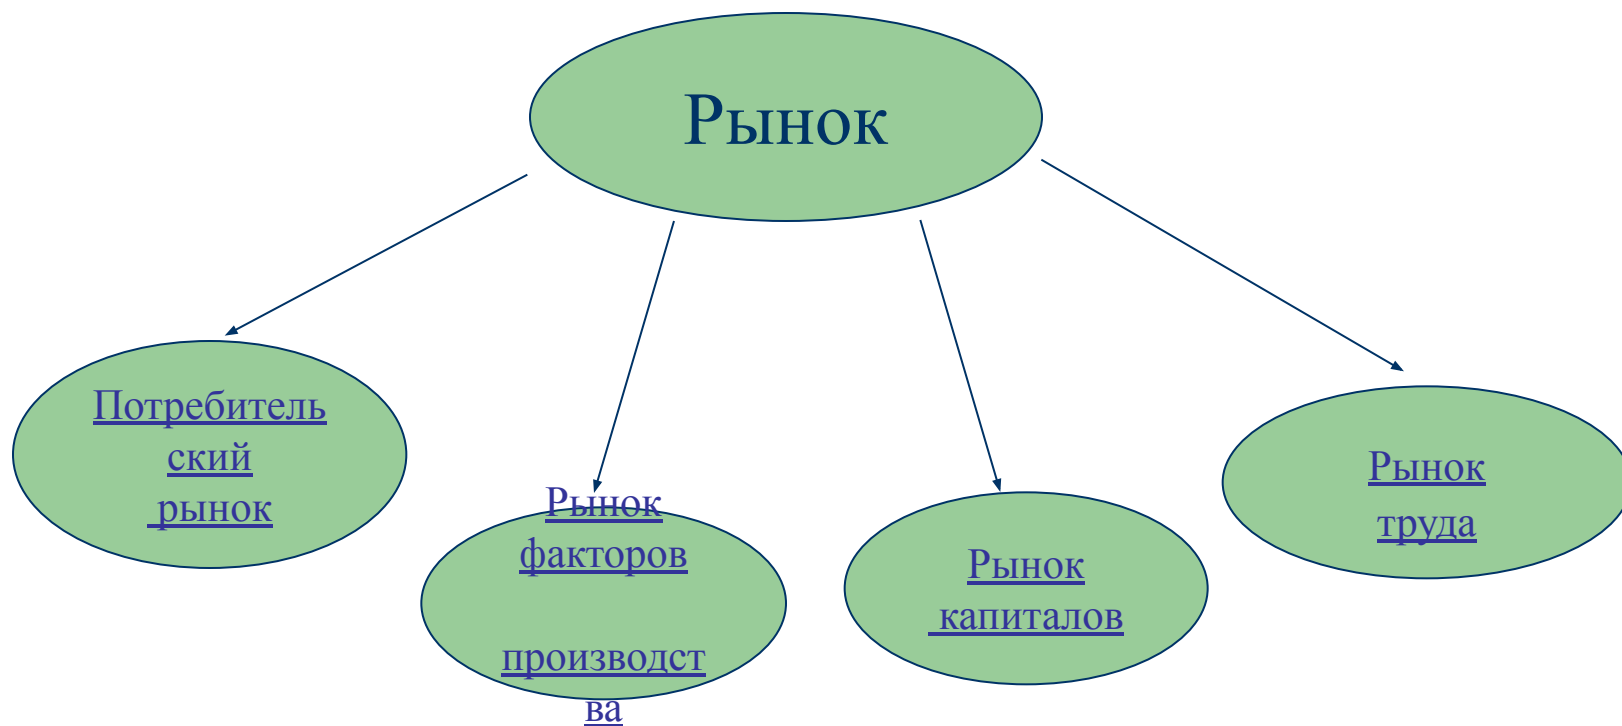 Рынок
Потребитель
ский
рынок
Рынок
факторов
производст
ва
Рынок
капиталов
Рынок
труда